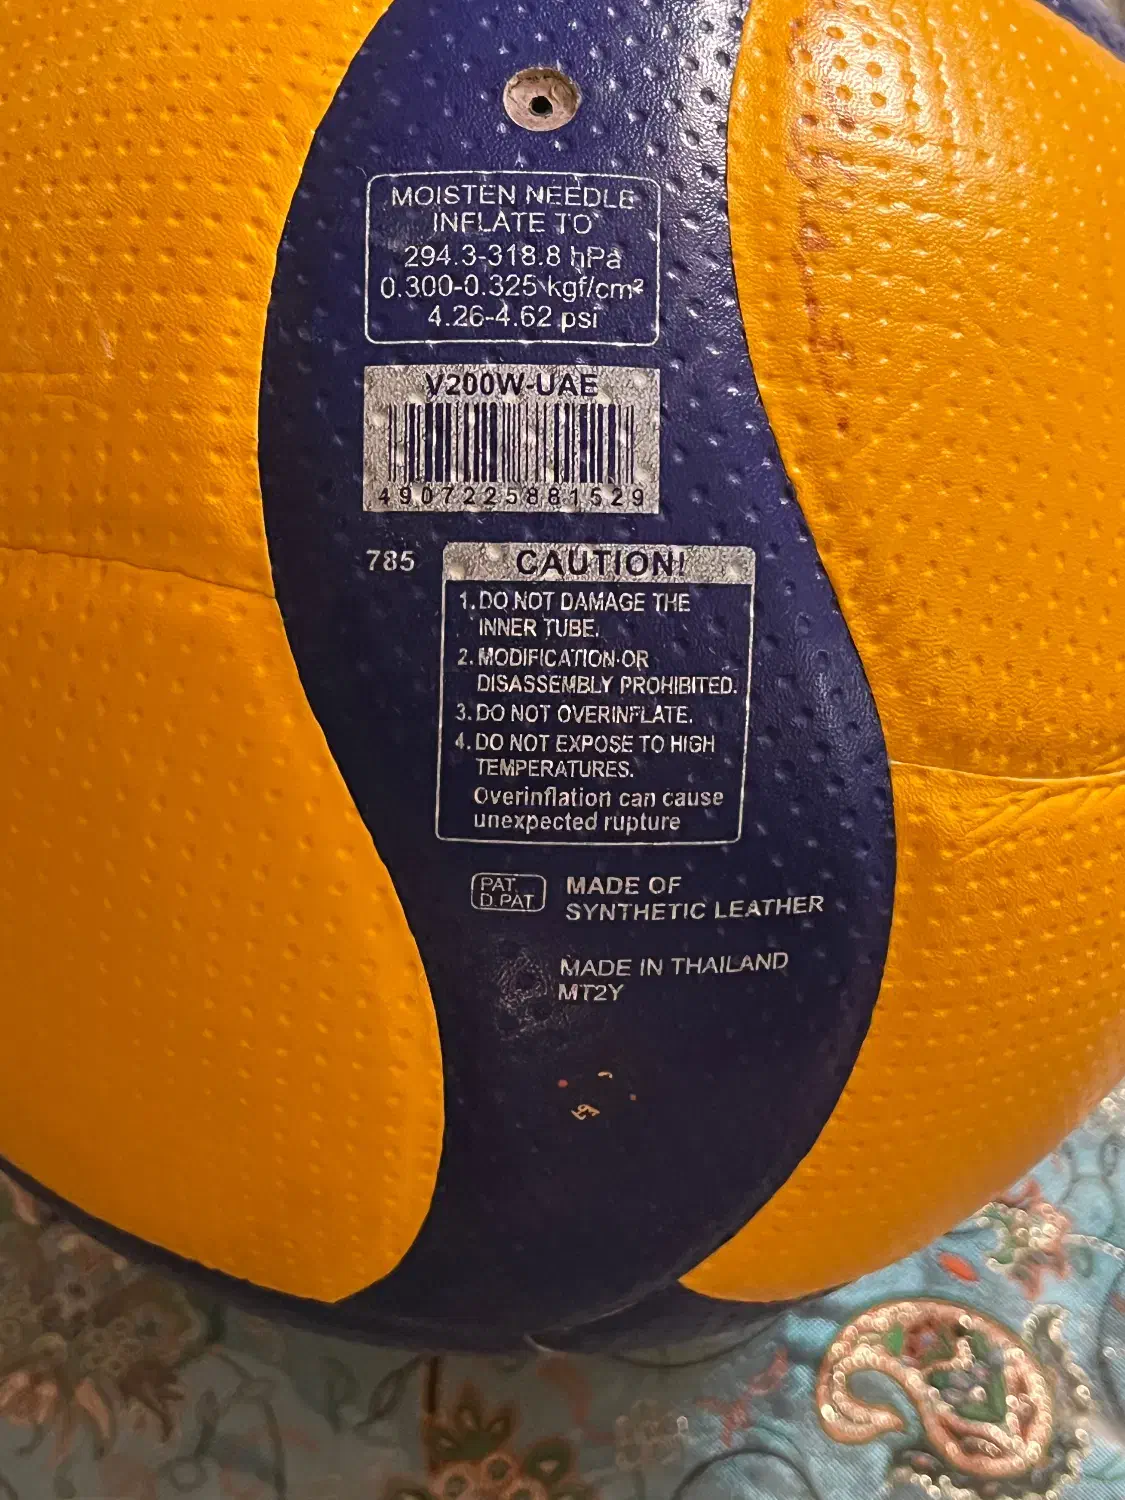 MOISTEN NEEDLE
INFLATE TO
294.3-318.8 hPa
0.300-0.325 kgf/cm²
4.26-4.62 psi
V200W-UAE
4907225881529
785
CAUTION!
1. DO NOT DAMAGE THE
INNER TUBE.
2. MODIFICATION OR
DISASSEMBLY PROHIBITED.
3. DO NOT OVERINFLATE.
4. DO NOT EXPOSE TO HIGH
TEMPERATURES.
Overinflation can cause
unexpected rupture
PAT.
D.PAT.
MADE OF
SYNTHETIC LEATHER
MADE IN THAILAND
MT2Y